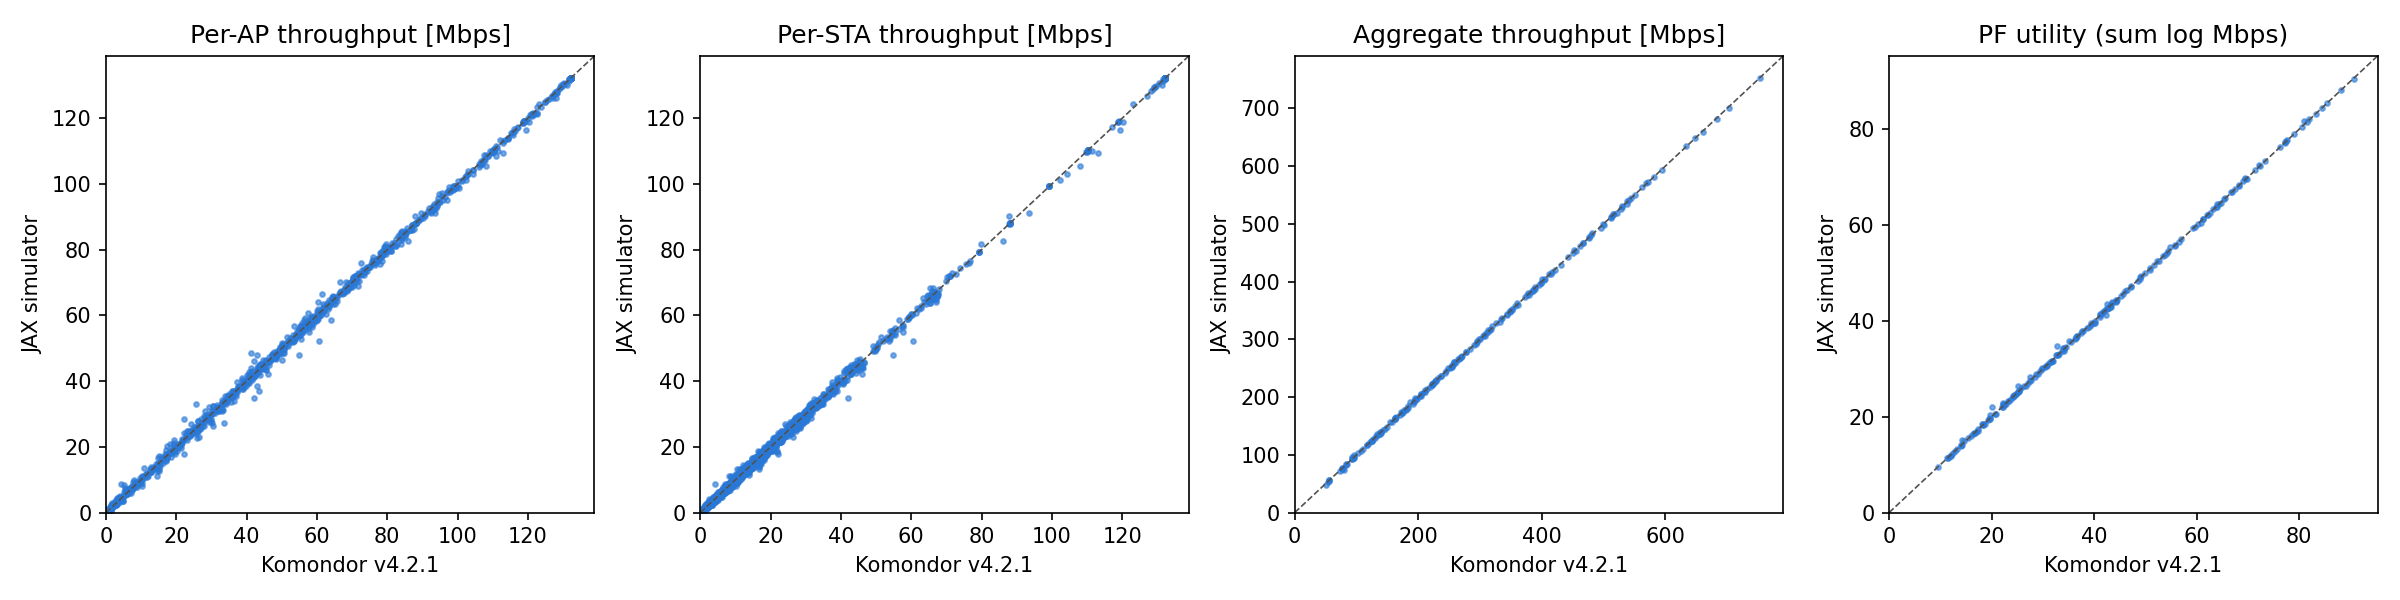 Per-AP throughput [Mbps]
Per-STA throughput [Mbps]
Aggregate throughput [Mbps]
PF utility (sum log Mbps)
JAX simulator
120
100
80
60
40
20
0
0 20 40 60 80 100 120
Komondor v4.2.1
JAX simulator
120
100
80
60
40
20
0
0 20 40 60 80 100 120
Komondor v4.2.1
JAX simulator
700
600
500
400
300
200
100
0
0 200 400 600
Komondor v4.2.1
JAX simulator
80
60
40
20
0
0 20 40 60 80
Komondor v4.2.1